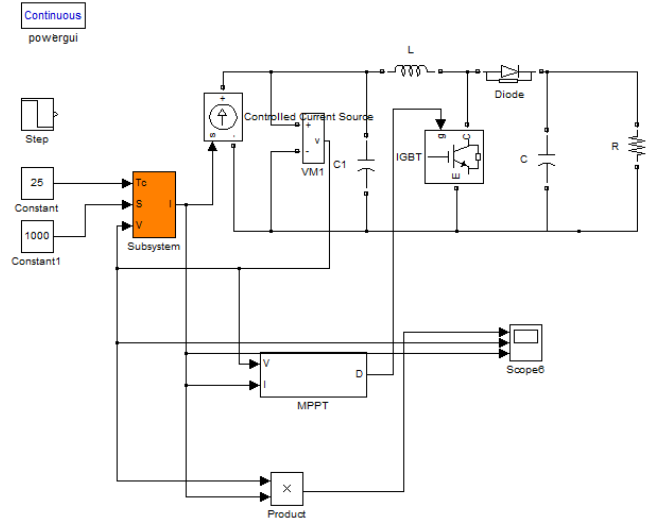 Continuous
powergui
Step
25
Constant
1000
Constant1
Tc
S
V
I
Subsystem
+
s
-
Controlled Current Source
+
-
v
VM1
C1
L
Diode
g
C
E
IGBT
C
R
V
I
D
MPPT
Scope6
×
Product